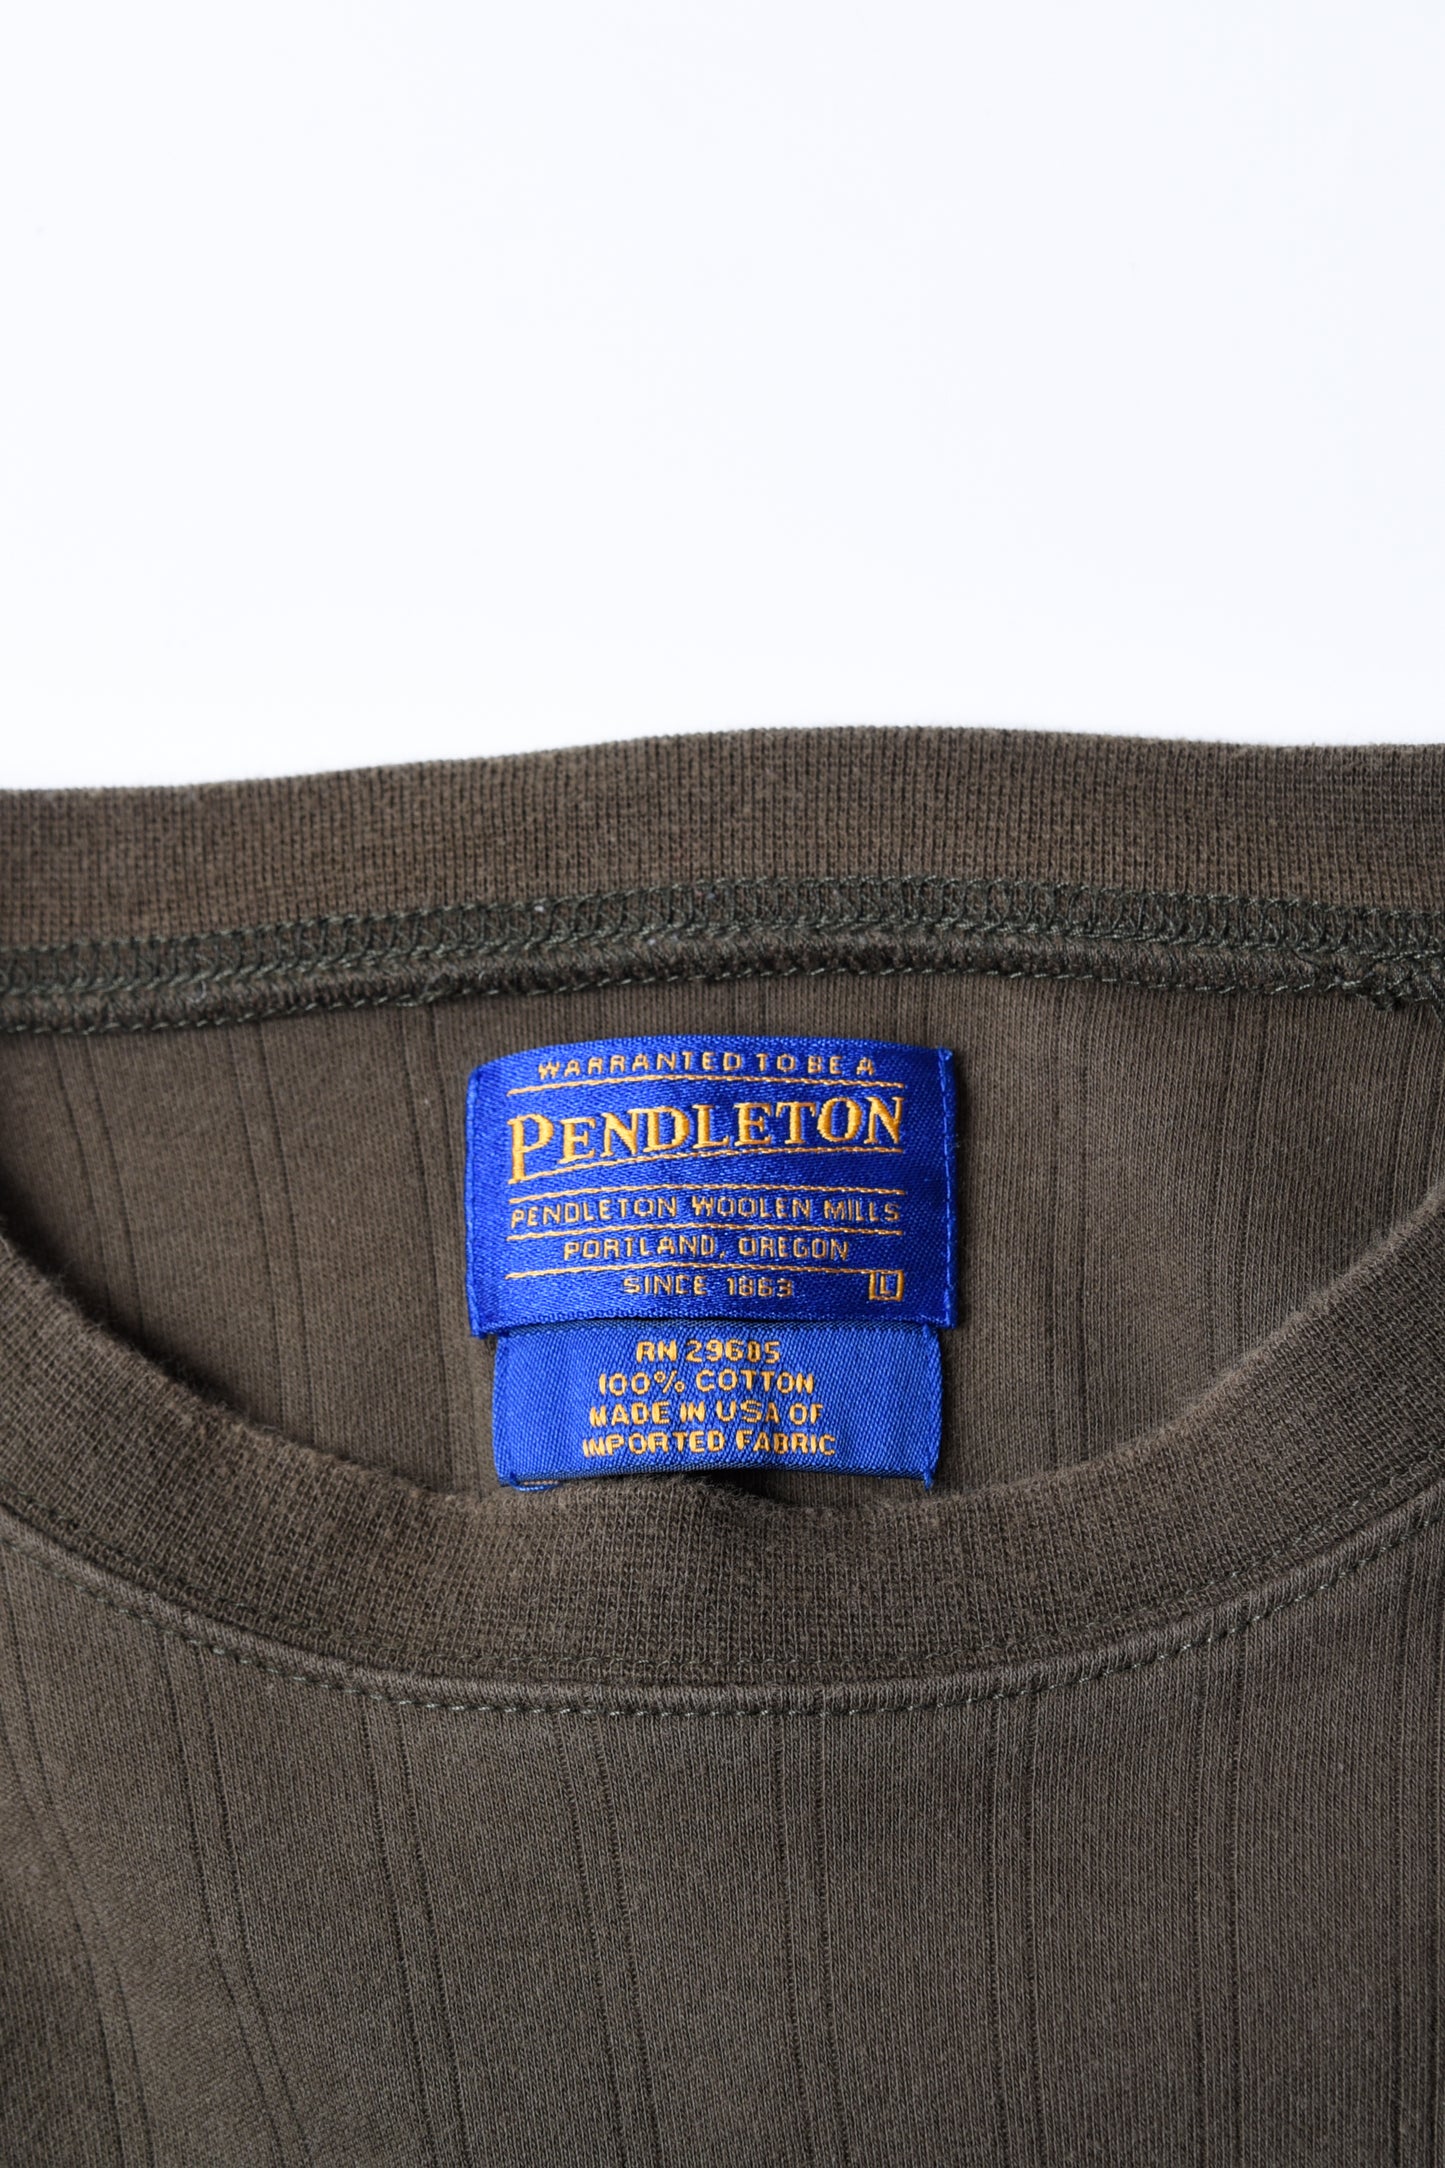 WARRANTED TO BE A
PENDLETON
PENDLETON WOOLEN MILLS
PORTLAND, OREGON
SINCE 1863 L
RN 29685
100% COTTON
MADE IN USA OF
IMPORTED FABRIC